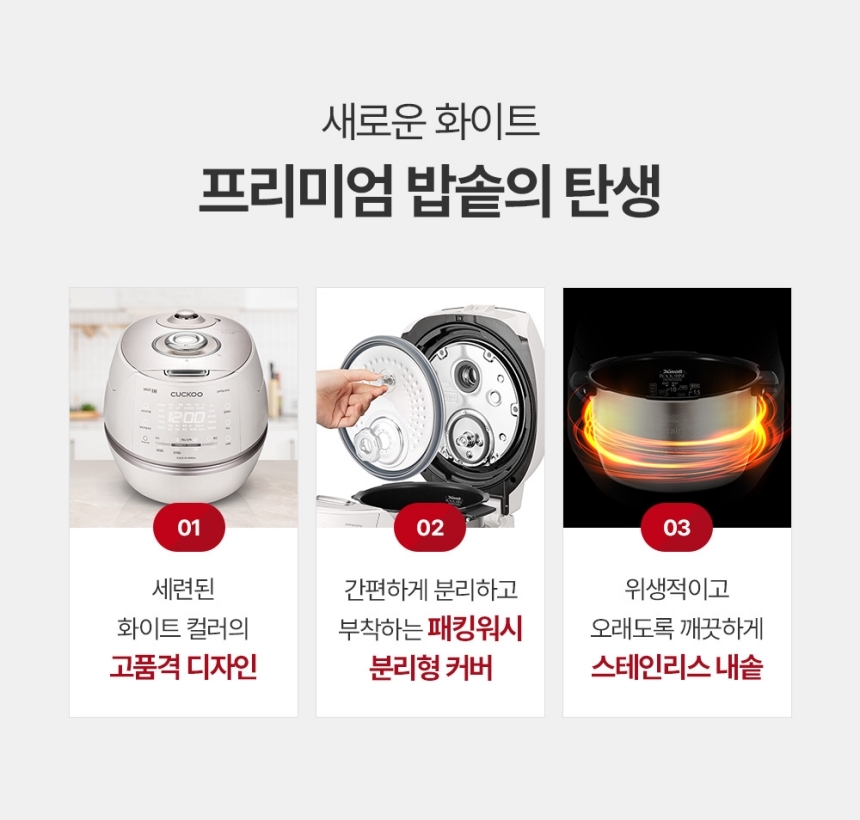 새로운 화이트
프리미엄 밥솥의 탄생
CUCKOO
12:00
01
세련된
화이트 컬러의
고품격 디자인
02
간편하게 분리하고
부착하는 패킹워시
분리형 커버
03
위생적이고
오래도록 깨끗하게
스테인리스 내솥